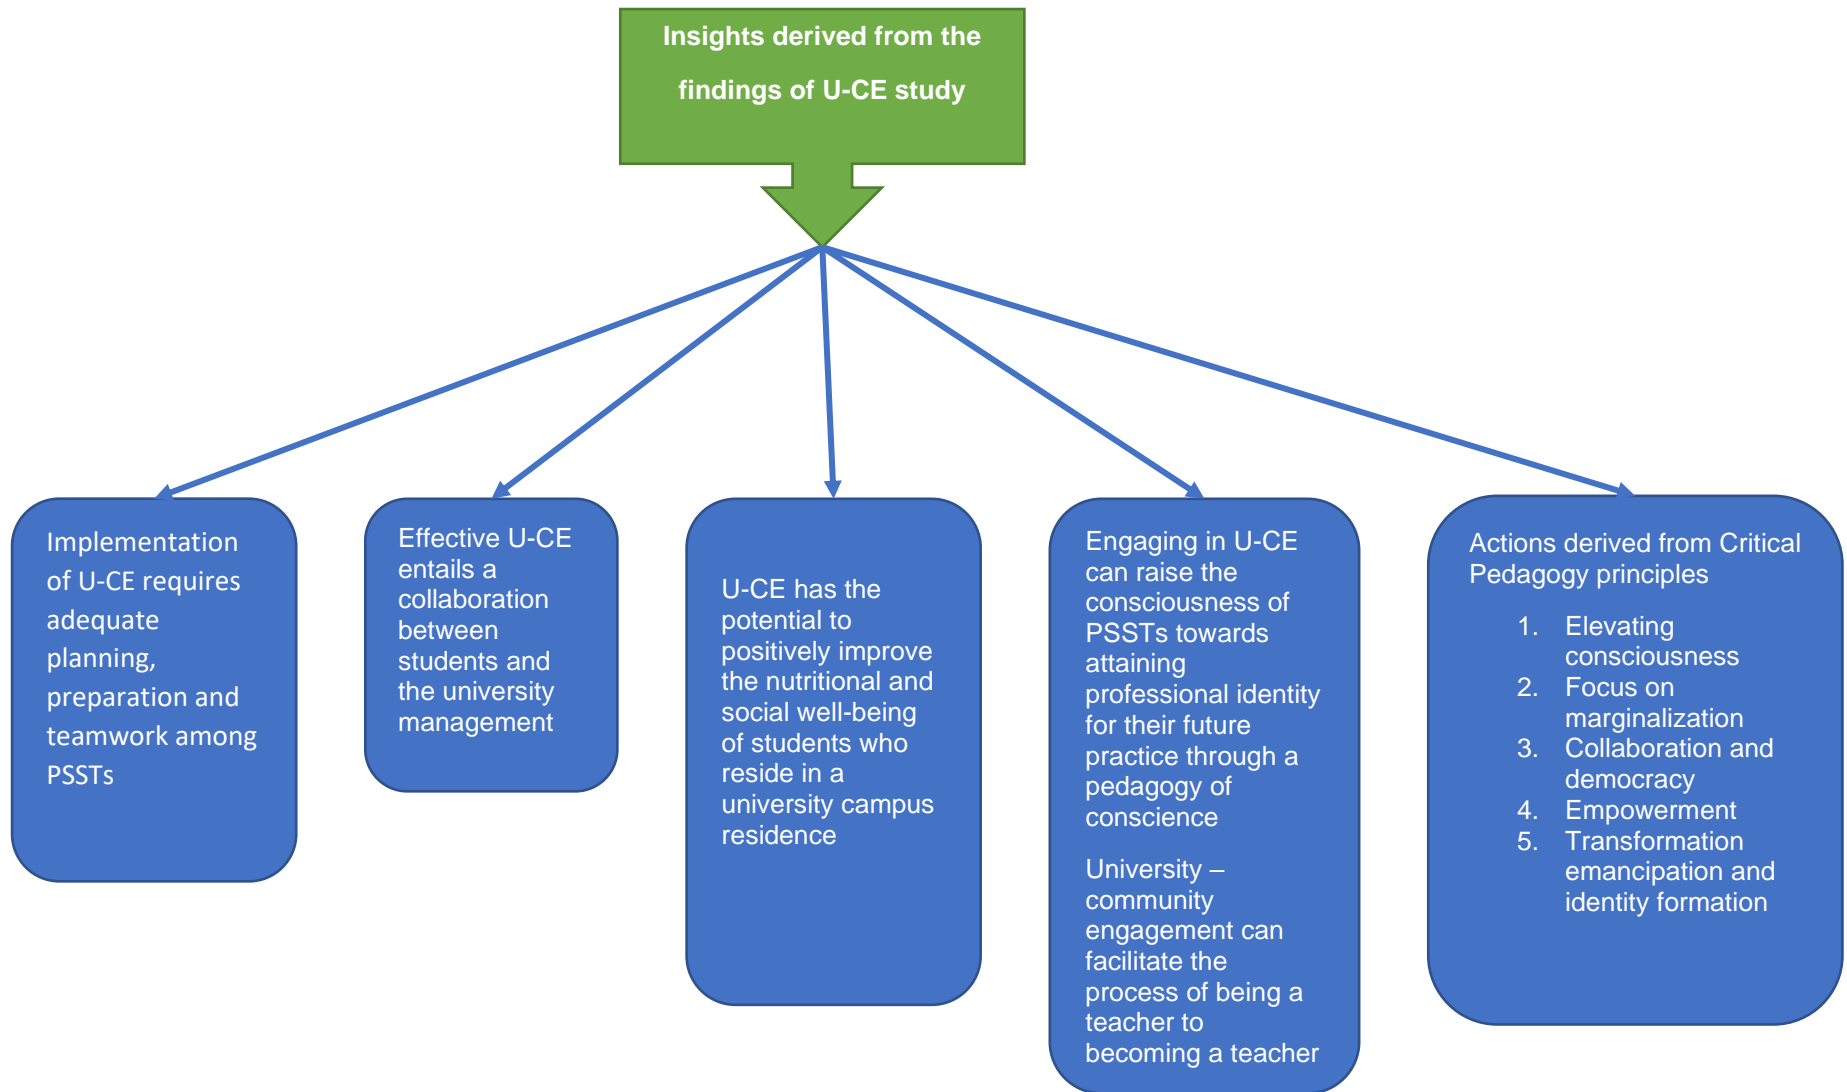 Insights derived from the
findings of U-CE study
Implementation
of U-CE requires
adequate
planning,
preparation and
teamwork among
PSSTs
Effective U-CE
entails a
collaboration
between
students and
the university
management
U-CE has the
potential to
positively improve
the nutritional and
social well-being
of students who
reside in a
university campus
residence
Engaging in U-CE
can raise the
consciousness of
PSSTs towards
attaining
professional identity
for their future
practice through a
pedagogy of
conscience
University –
community
engagement can
facilitate the
process of being a
teacher to
becoming a teacher
Actions derived from Critical
Pedagogy principles
1. Elevating
consciousness
2. Focus on
marginalization
3. Collaboration and
democracy
4. Empowerment
5. Transformation
emancipation and
identity formation